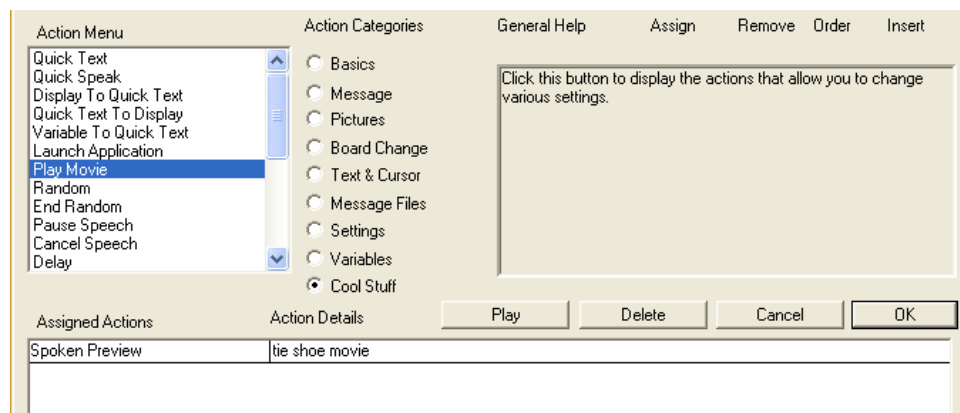 Action Menu
Action Categories
General Help
Assign
Remove
Order
Insert
Quick Text
Quick Speak
Display To Quick Text
Quick Text To Display
Variable To Quick Text
Launch Application
Play Movie
Random
End Random
Pause Speech
Cancel Speech
Delay
Basics
Message
Pictures
Board Change
Text & Cursor
Message Files
Settings
Variables
Cool Stuff
Click this button to display the actions that allow you to change
various settings.
Assigned Actions
Action Details
Play
Delete
Cancel
OK
Spoken Preview
tie shoe movie